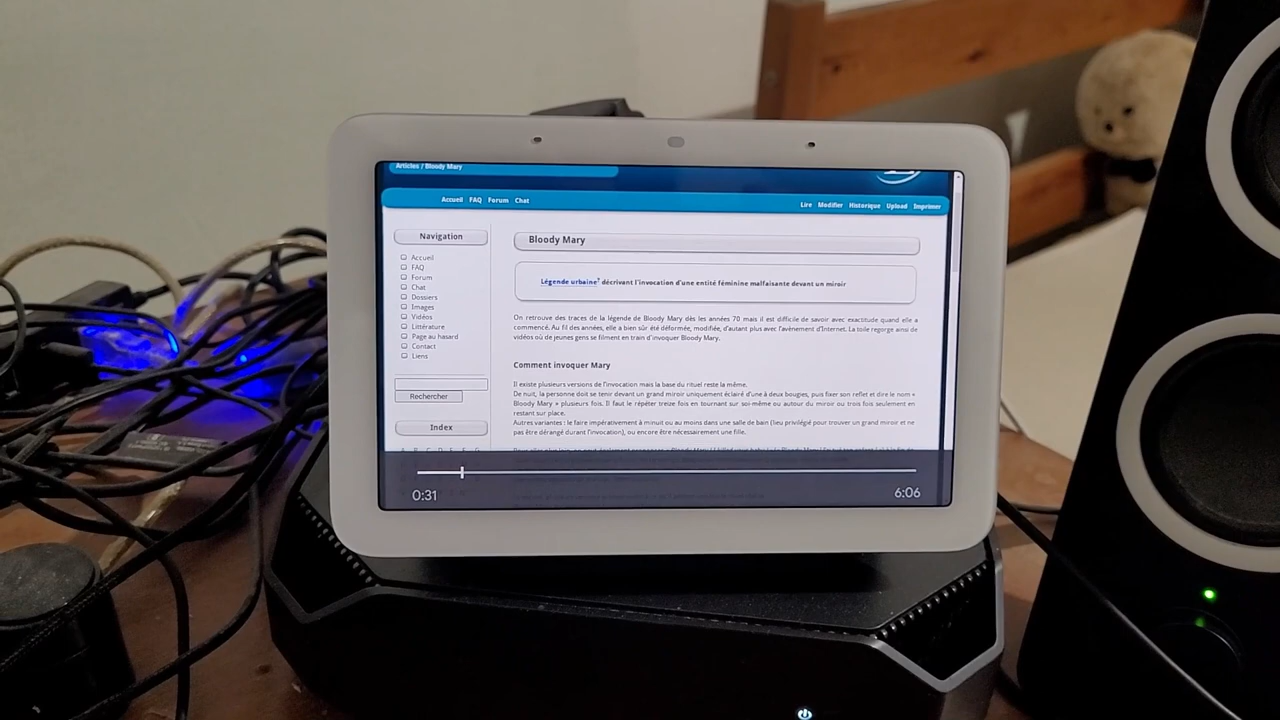 Articles / Bloody Mary
Accueil FAQ Forum Chat
Lire Modifier Historique Upload Imprimer
Navigation
Accueil
FAQ
Forum
Chat
Dossiers
Images
Vidéos
Littérature
Page au hasard
Contact
Liens
Rechercher
Index
Bloody Mary
Légende urbaine? décrivant l'invocation d'une entité féminine malfaisante devant un miroir
On retrouve des traces de la légende de Bloody Mary dès les années 70 mais il est difficile de savoir avec exactitude quand elle a
commencé. Au fil des années, elle a bien sûr été déformée, modifiée, d'autant plus avec l'avènement d'Internet. La toile regorge ainsi de
vidéos où de jeunes gens se filment en train d'invoquer Bloody Mary.
Comment invoquer Mary
Il existe plusieurs versions de l'invocation mais la base du rituel reste la même.
De nuit, la personne doit se tenir devant un grand miroir uniquement éclairé d'une à deux bougies, puis fixer son reflet et dire le nom «
Bloody Mary » plusieurs fois. Il faut le répéter treize fois en tournant sur soi-même ou autour du miroir ou trois fois seulement en
restant sur place.
Autres variantes : le faire impérativement à minuit ou au moins dans une salle de bain (lieu privilégié pour trouver un grand miroir et ne
pas être dérangé durant l'invocation), ou encore être nécessairement une fille.
0:31
6:06